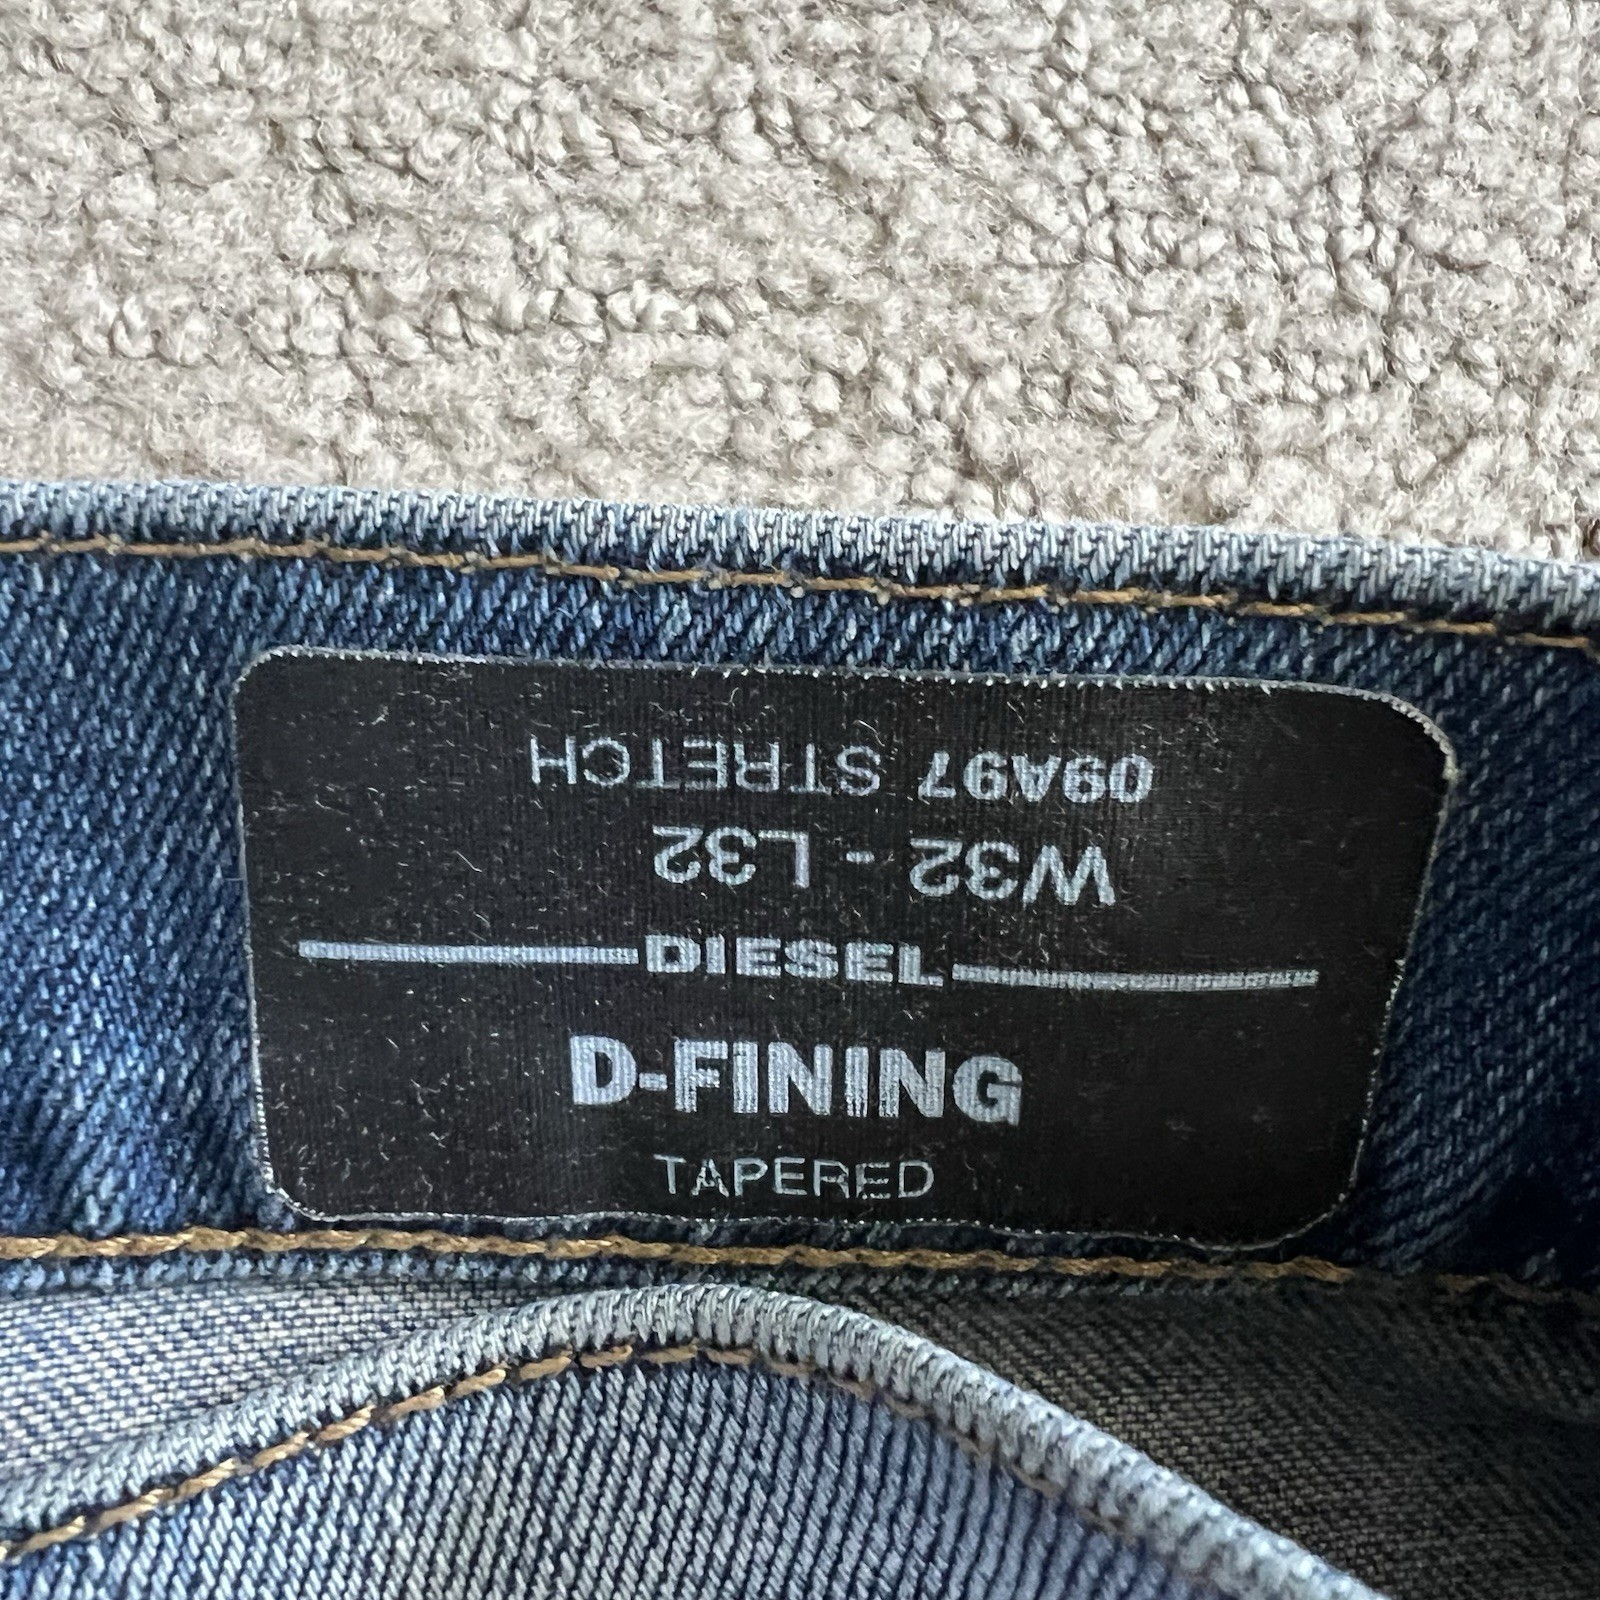 09A97 STRETCH
W32 - L32
DIESEL
D-FINING
TAPERED